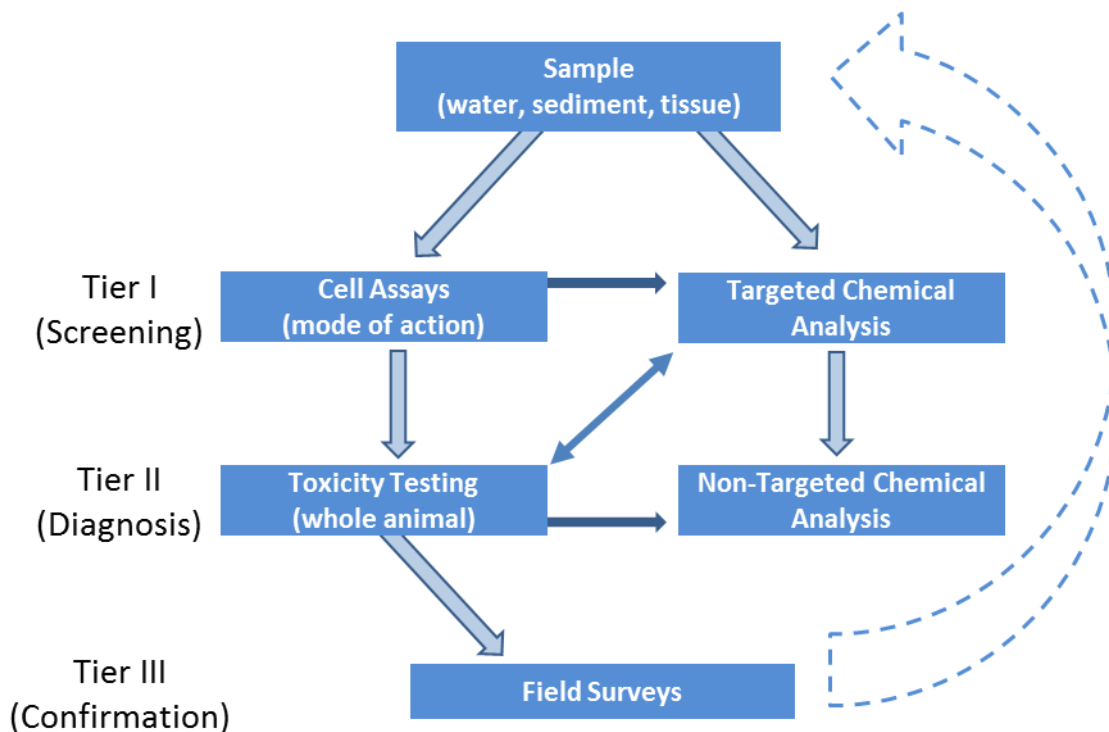 Sample
(water, sediment, tissue)
Tier I
(Screening)
Cell Assays
(mode of action)
Targeted Chemical
Analysis
Tier II
(Diagnosis)
Toxicity Testing
(whole animal)
Non-Targeted Chemical
Analysis
Tier III
(Confirmation)
Field Surveys